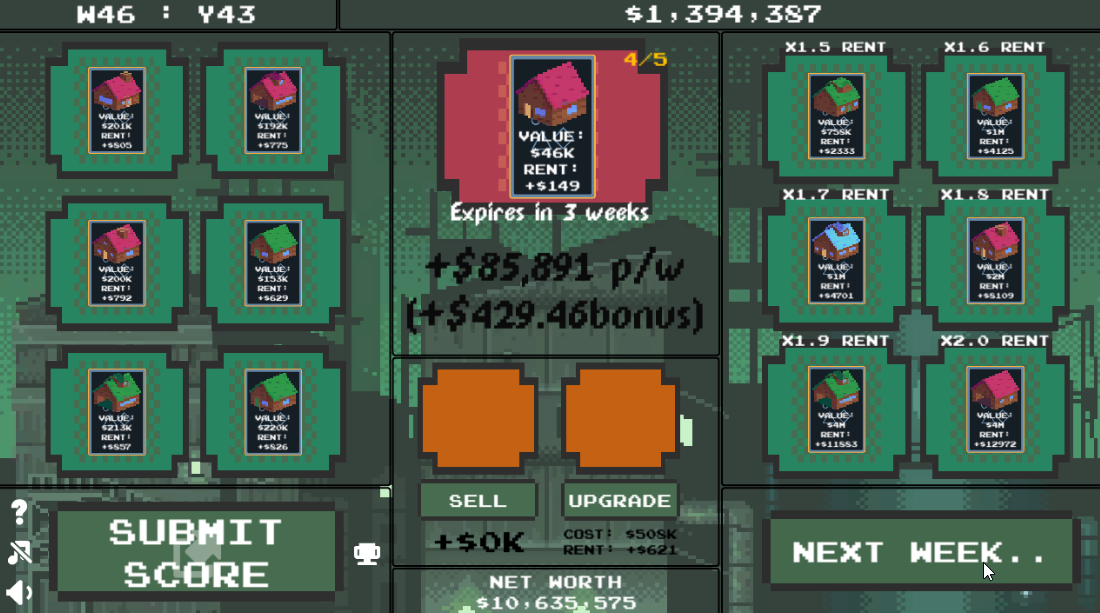 W46 : Y43
$1,394,387
VALUE:
$201K
RENT:
+$805
VALUE:
$192K
RENT:
+$775
VALUE:
$200K
RENT:
+$792
VALUE:
$153K
RENT:
+$629
VALUE:
$213K
RENT:
+$857
VALUE:
$220K
RENT:
+$826
4/5
VALUE:
$46K
RENT:
+$149
Expires in 3 weeks
+$85,891 p/w
(+$429.46bonus)
SELL
+$0K
UPGRADE
COST: $508K
RENT: +$621
NET WORTH
$10,635,575
X1.5 RENT
VALUE:
$758K
RENT:
+$2333
X1.6 RENT
VALUE:
$1M
RENT:
+$4125
X1.7 RENT
VALUE:
$1M
RENT:
+$4701
X1.8 RENT
VALUE:
$2M
RENT:
+$8109
X1.9 RENT
VALUE:
$4M
RENT:
+$11883
X2.0 RENT
VALUE:
$4M
RENT:
+$12972
?
SUBMIT
SCORE
NEXT WEEK..